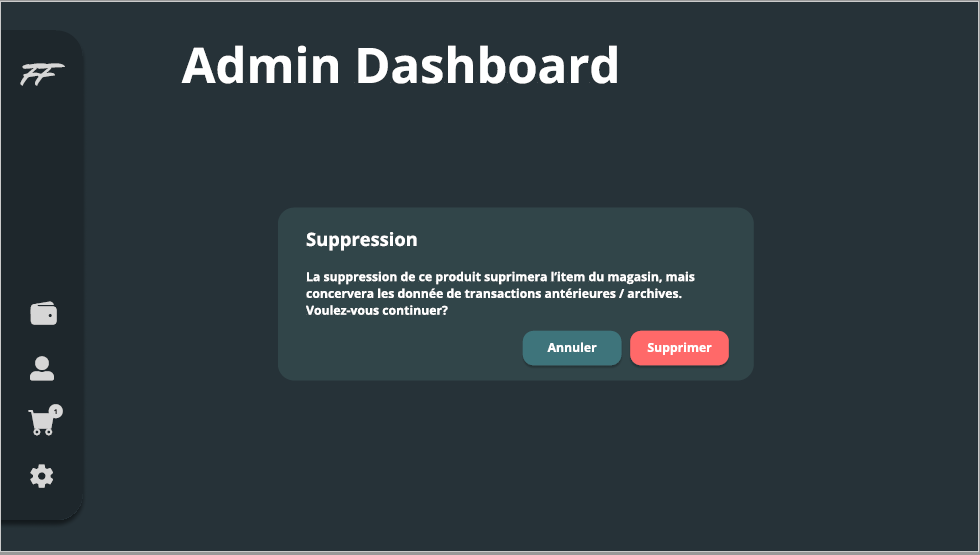 FF
Admin Dashboard
Suppression
La suppression de ce produit suprimera l'item du magasin, mais
concervera les donnée de transactions antérieures / archives.
Voulez-vous continuer?
Annuler
Supprimer
1